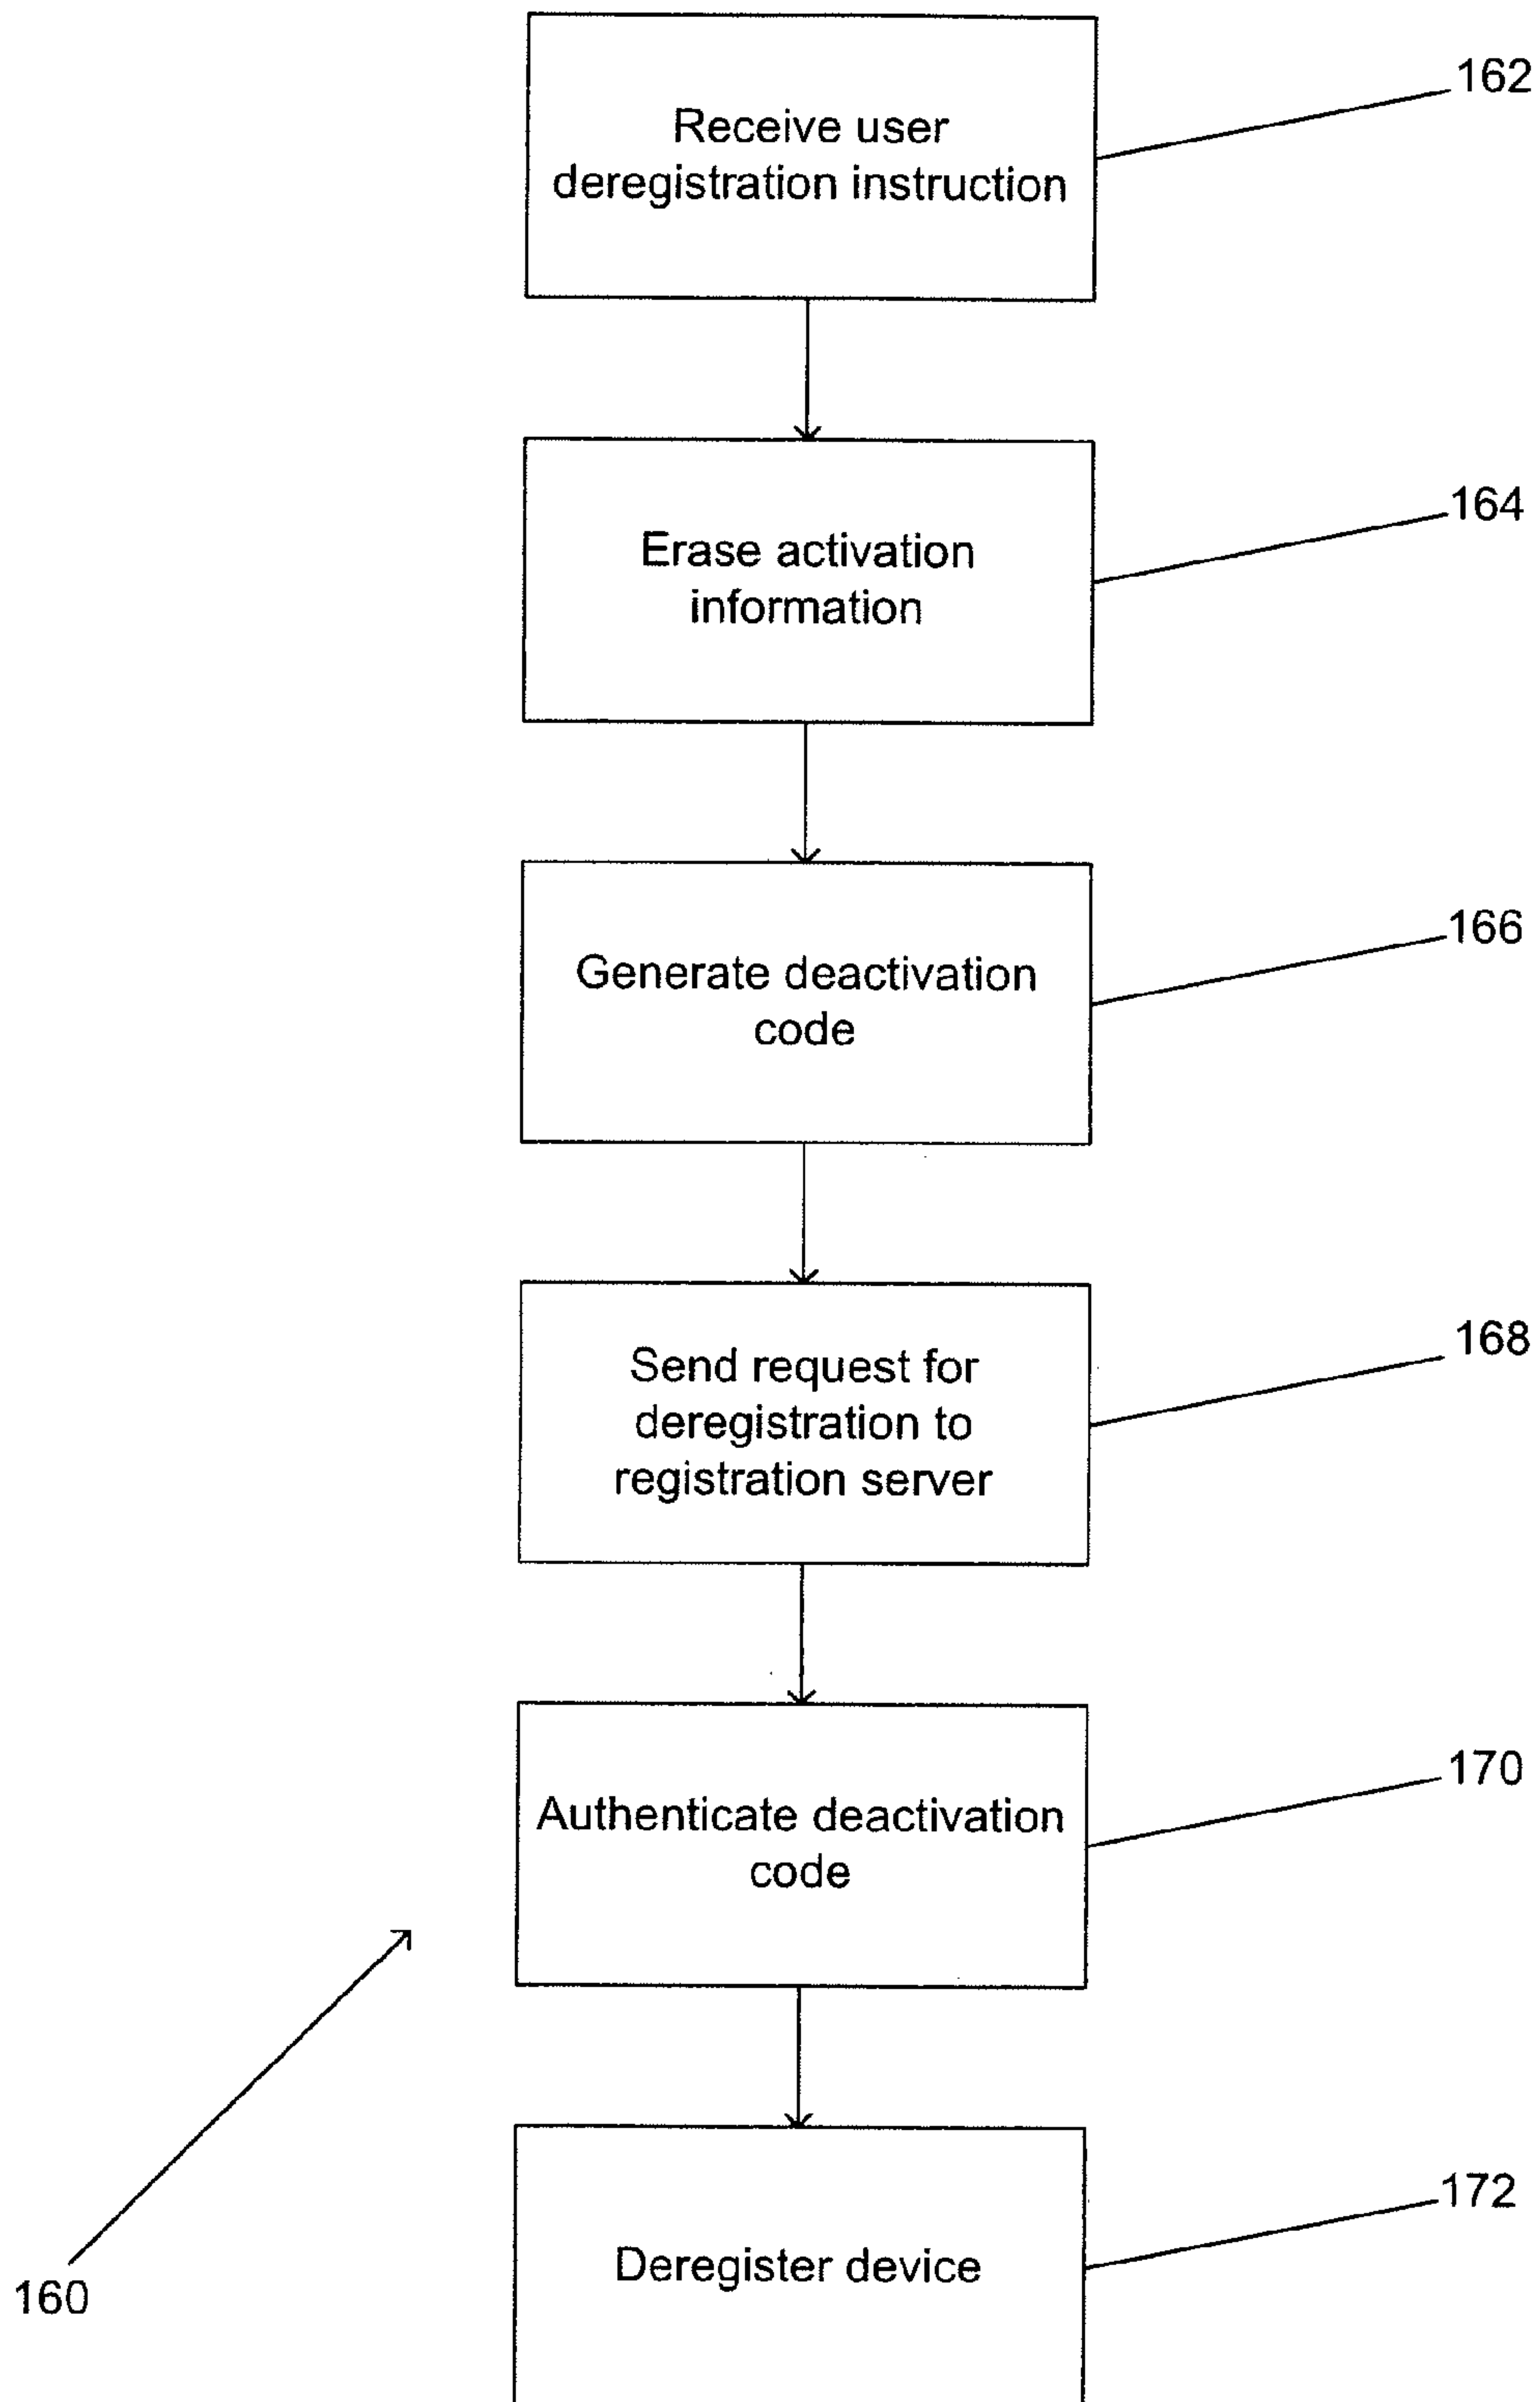 Receive user
deregistration instruction
162
Erase activation
information
164
Generate deactivation
code
166
Send request for
deregistration to
registration server
168
Authenticate deactivation
code
170
Deregister device
172
160